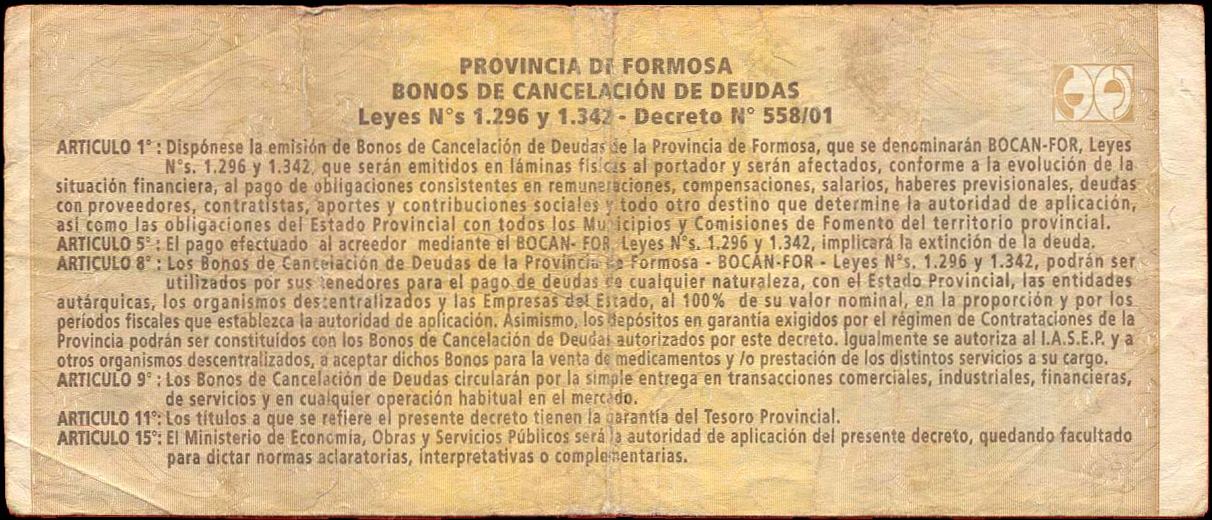 PROVINCIA DE FORMOSA
BONOS DE CANCELACIÓN DE DEUDAS
Leyes N°s 1.296 y 1.342 - Decreto N° 558/01
ARTICULO 1° : Dispónese la emisión de Bonos de Cancelación de Deudas de la Provincia de Formosa, que se denominarán BOCAN-FOR, Leyes
N°s. 1.296 y 1.342, que serán emitidos en láminas físicas al portador y serán afectados, conforme a la evolución de la
situación financiera, al pago de obligaciones consistentes en remuneraciones, compensaciones, salarios, haberes previsionales, deudas
con proveedores, contratistas, aportes y contribuciones sociales y todo otro destino que determine la autoridad de aplicación,
así como las obligaciones del Estado Provincial con todos los Municipios y Comisiones de Fomento del territorio provincial.
ARTICULO 5° : El pago efectuado al acreedor mediante el BOCAN- FOR, Leyes N°s. 1.296 y 1.342, implicará la extinción de la deuda.
ARTICULO 8° : Los Bonos de Cancelación de Deudas de la Provincia de Formosa - BOCAN-FOR - Leyes N°s. 1.296 y 1.342, podrán ser
utilizados por sus tenedores para el pago de deudas de cualquier naturaleza, con el Estado Provincial, las entidades
autárquicas, los organismos descentralizados y las Empresas del Estado, al 100% de su valor nominal, en la proporción y por los
períodos fiscales que establezca la autoridad de aplicación. Asimismo, los depósitos en garantía exigidos por el régimen de Contrataciones de la
Provincia podrán ser constituídos con los Bonos de Cancelación de Deudas autorizados por este decreto. Igualmente se autoriza al I.A.S.E.P. y a
otros organismos descentralizados, a aceptar dichos Bonos para la venta de medicamentos y /o prestación de los distintos servicios a su cargo.
ARTICULO 9° : Los Bonos de Cancelación de Deudas circularán por la simple entrega en transacciones comerciales, industriales, financieras,
de servicios y en cualquier operación habitual en el mercado.
ARTICULO 11°: Los títulos a que se refiere el presente decreto tienen la garantía del Tesoro Provincial.
ARTICULO 15°: El Ministerio de Economía, Obras y Servicios Públicos será la autoridad de aplicación del presente decreto, quedando facultado
para dictar normas aclaratorias, interpretativas o complementarias.